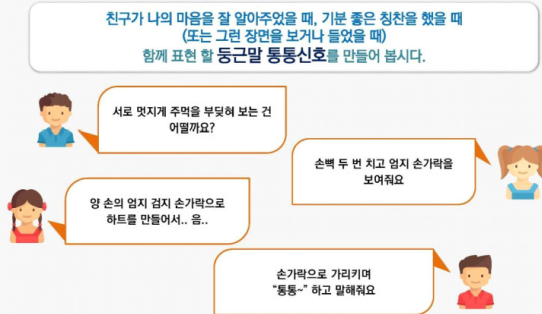 친구가 나의 마음을 잘 알아주었을 때, 기분 좋은 칭찬을 했을 때
(또는 그런 장면을 보거나 들었을 때)
함께 표현 할 둥근말 통통신호를 만들어 봅시다.
서로 멋지게 주먹을 부딪혀 보는 건
어떨까요?
손뼉 두 번 치고 엄지 손가락을
보여줘요
양 손의 엄지 검지 손가락으로
하트를 만들어서.. 음..
손가락으로 가리키며
“통통~” 하고 말해줘요